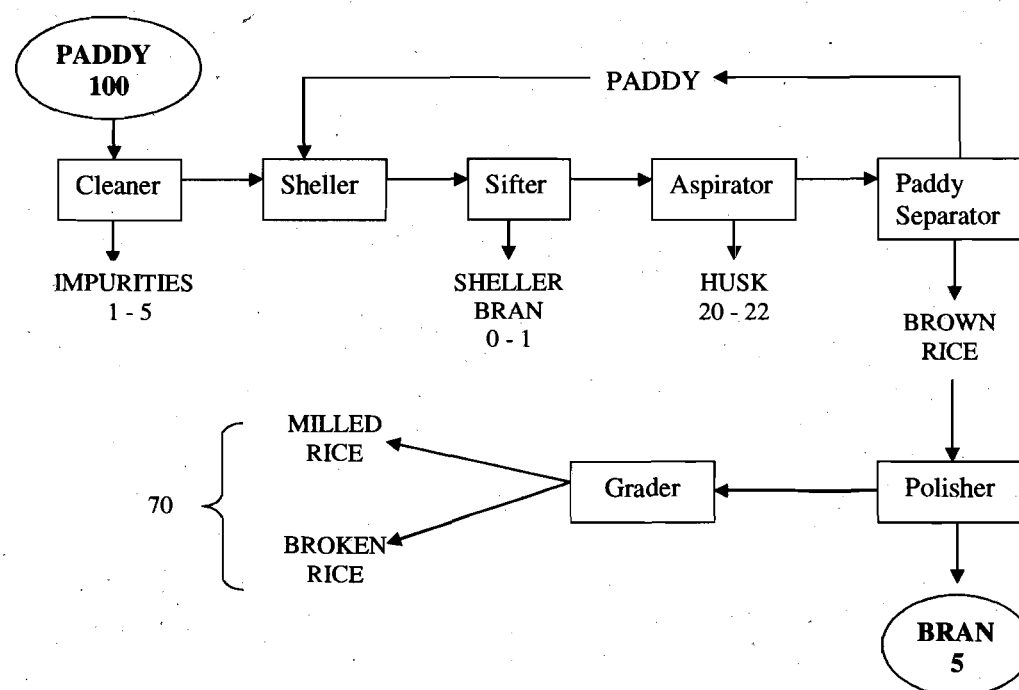 PADDY
100
PADDY
Cleaner
Sheller
Sifter
Aspirator
Paddy
Separator
IMPURITIES
1 - 5
SHELLER
BRAN
0 - 1
HUSK
20 - 22
BROWN
RICE
MILLED
RICE
70
Grader
Polisher
BROKEN
RICE
BRAN
5